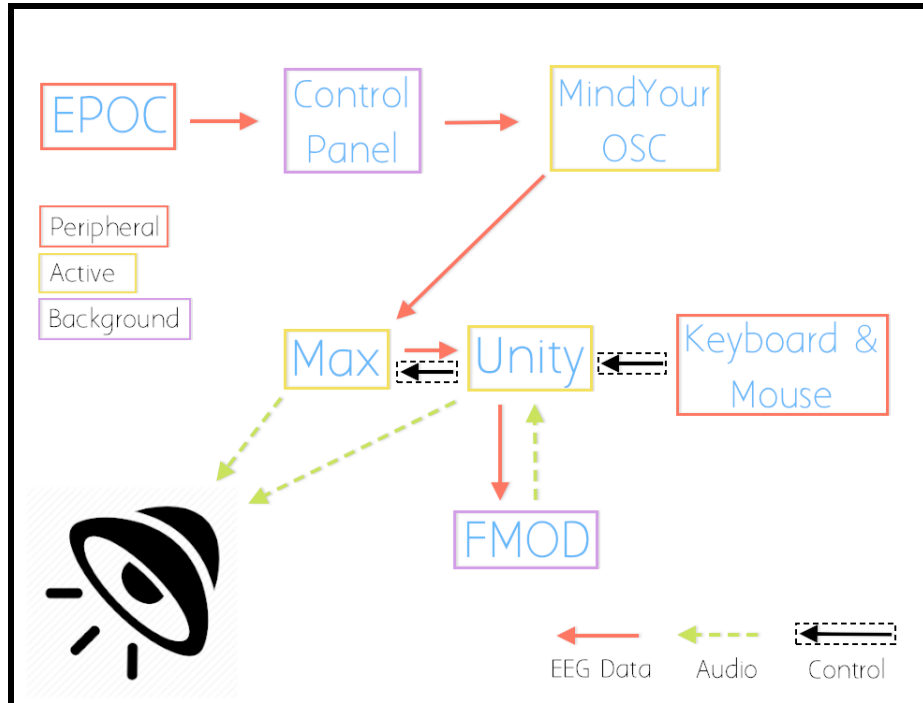 EPOC
Control
Panel
MindYour
OSC
Peripheral
Active
Background
Max
Unity
Keyboard &
Mouse
FMOD
EEG Data
Audio
Control